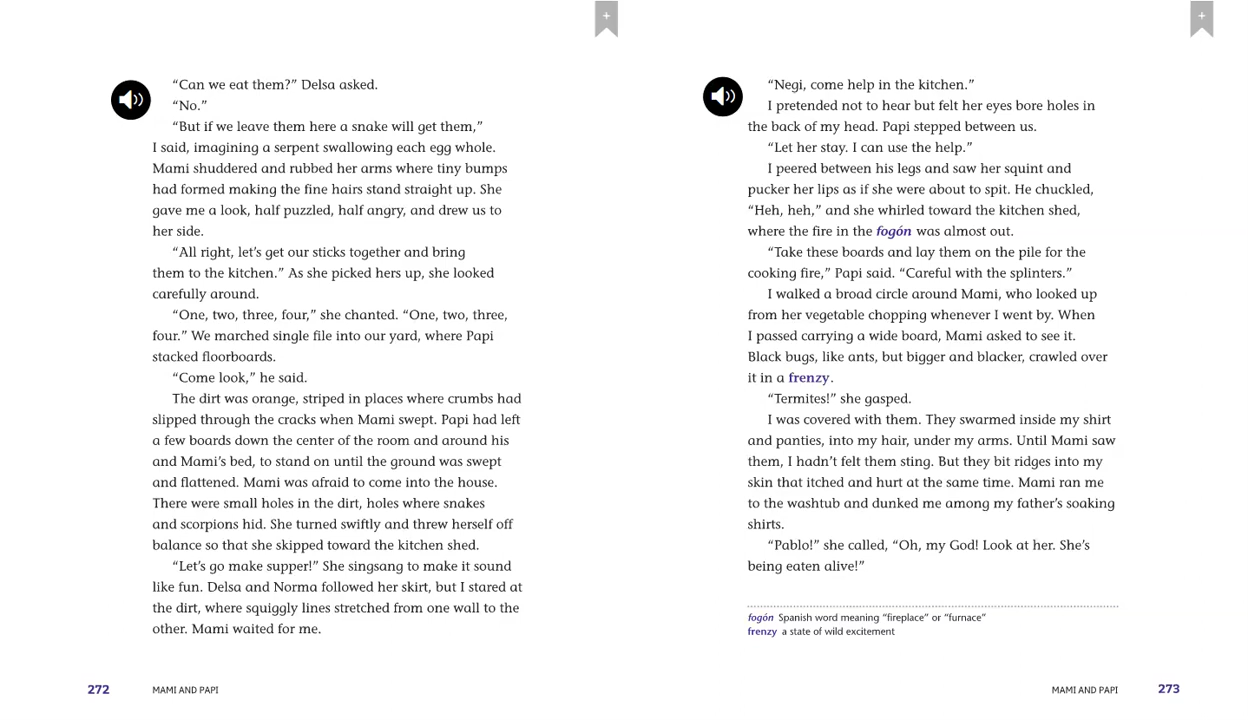 “Can we eat them?” Delsa asked.
“No.”
“But if we leave them here a snake will get them,”
I said, imagining a serpent swallowing each egg whole.
Mami shuddered and rubbed her arms where tiny bumps
had formed making the fine hairs stand straight up. She
gave me a look, half puzzled, half angry, and drew us to
her side.
“All right, let’s get our sticks together and bring
them to the kitchen.” As she picked hers up, she looked
carefully around.
“One, two, three, four,” she chanted. “One, two, three,
four.” We marched single file into our yard, where Papi
stacked floorboards.
“Come look,” he said.
The dirt was orange, striped in places where crumbs had
slipped through the cracks when Mami swept. Papi had left
a few boards down the center of the room and around his
and Mami’s bed, to stand on until the ground was swept
and flattened. Mami was afraid to come into the house.
There were small holes in the dirt, holes where snakes
and scorpions hid. She turned swiftly and threw herself off
balance so that she skipped toward the kitchen shed.
“Let’s go make supper!” She singsang to make it sound
like fun. Delsa and Norma followed her skirt, but I stared at
the dirt, where squiggly lines stretched from one wall to the
other. Mami waited for me.
272 MAMI AND PAPI
“Negi, come help in the kitchen.”
I pretended not to hear but felt her eyes bore holes in
the back of my head. Papi stepped between us.
“Let her stay. I can use the help.”
I peered between his legs and saw her squint and
pucker her lips as if she were about to spit. He chuckled,
“Heh, heh,” and she whirled toward the kitchen shed,
where the fire in the fogón was almost out.
“Take these boards and lay them on the pile for the
cooking fire,” Papi said. “Careful with the splinters.”
I walked a broad circle around Mami, who looked up
from her vegetable chopping whenever I went by. When
I passed carrying a wide board, Mami asked to see it.
Black bugs, like ants, but bigger and blacker, crawled over
it in a frenzy.
“Termites!” she gasped.
I was covered with them. They swarmed inside my shirt
and panties, into my hair, under my arms. Until Mami saw
them, I hadn’t felt them sting. But they bit ridges into my
skin that itched and hurt at the same time. Mami ran me
to the washtub and dunked me among my father’s soaking
shirts.
“Pablo!” she called, “Oh, my God! Look at her. She’s
being eaten alive!”
fogón Spanish word meaning “fireplace” or “furnace”
frenzy a state of wild excitement
MAMI AND PAPI 273